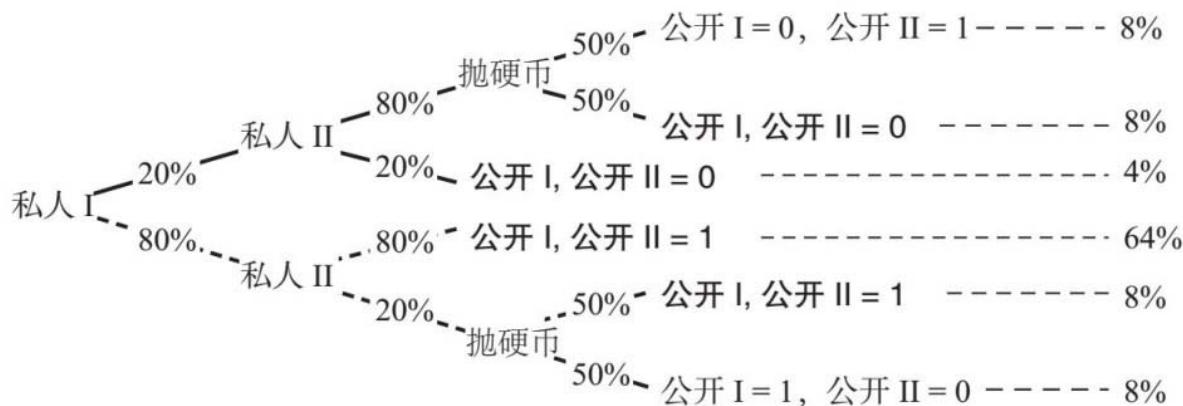 50% 公开 I = 0, 公开 II = 1 8%
抛硬币
80% 50% 公开 I, 公开 II = 0 8%
私人 II
20% 20% 公开 I, 公开 II = 0 4%
私人 I
80% 80% 公开 I, 公开 II = 1 64%
私人 II
20% 50% 公开 I, 公开 II = 1 8%
抛硬币
50% 公开 I = 1, 公开 II = 0 8%